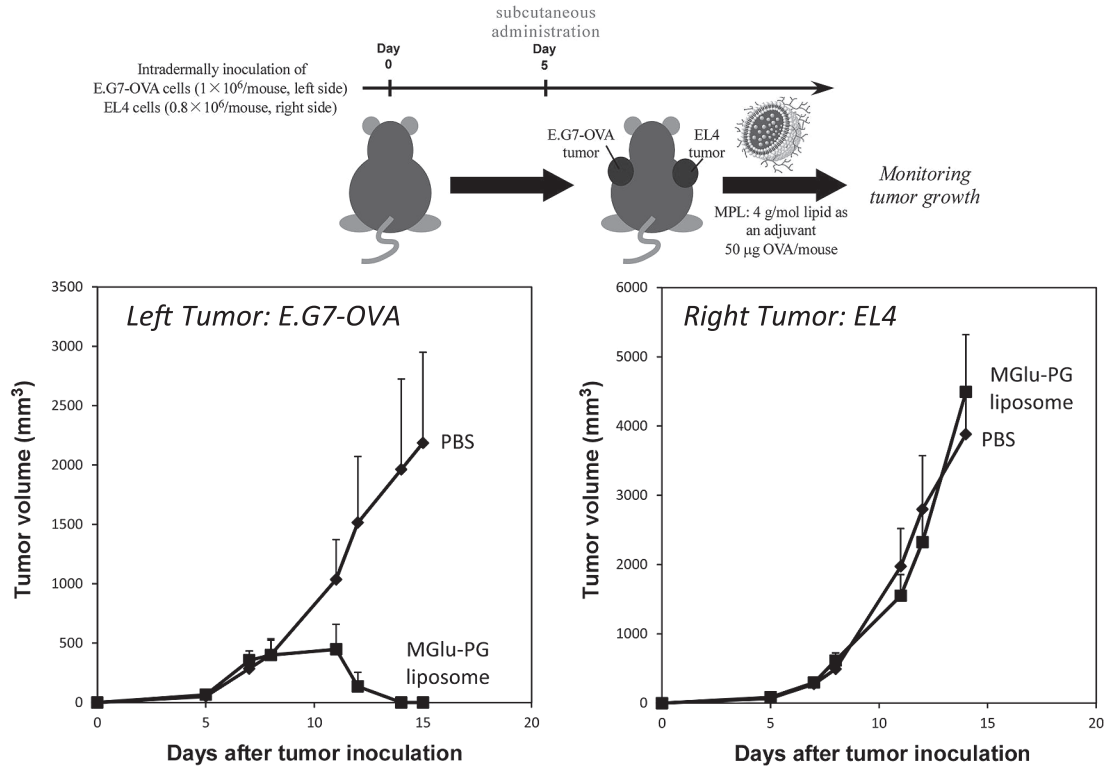 subcutaneous
administration
Day
0
Day
5
Intradermally inoculation of
E.G7-OVA cells (1×10⁶/mouse, left side)
EL4 cells (0.8×10⁶/mouse, right side)
E.G7-OVA
tumor
EL4
tumor
MPL: 4 g/mol lipid as
an adjuvant
50 μg OVA/mouse
Monitoring
tumor growth
Left Tumor: E.G7-OVA
Tumor volume (mm³)
3500
3000
2500
2000
1500
1000
500
0
PBS
MGlu-PG
liposome
0 5 10 15 20
Days after tumor inoculation
Right Tumor: EL4
Tumor volume (mm³)
6000
5000
4000
3000
2000
1000
0
MGlu-PG
liposome
PBS
0 5 10 15 20
Days after tumor inoculation